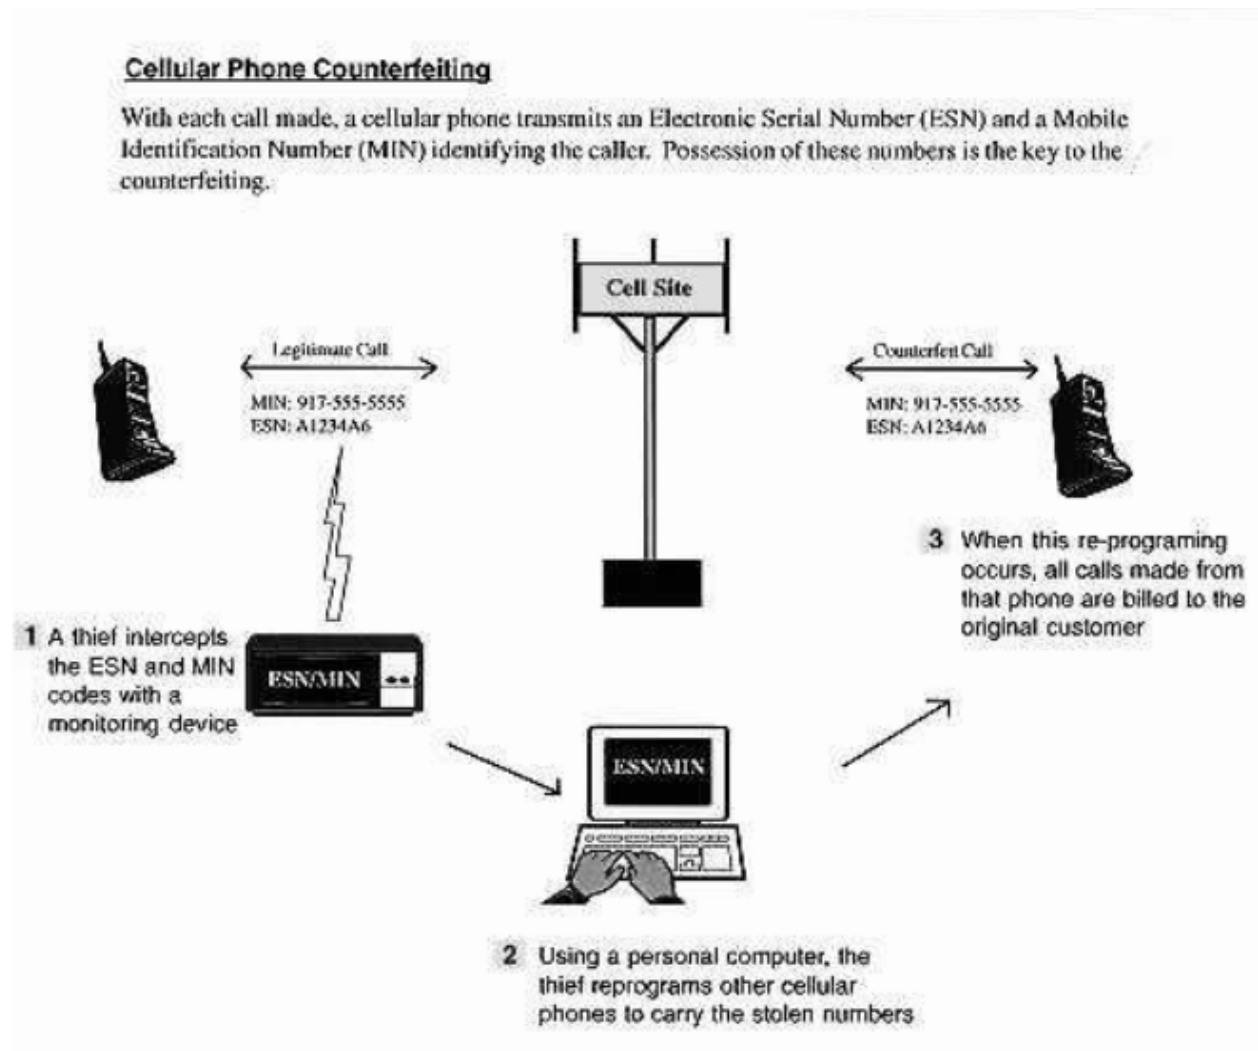 Cellular Phone Counterfeiting
With each call made, a cellular phone transmits an Electronic Serial Number (ESN) and a Mobile
Identification Number (MIN) identifying the caller. Possession of these numbers is the key to the
counterfeiting.
Cell Site
Legitimate Call
MIN: 917-555-5555
ESN: A1234A6
Counterfeit Call
MIN: 917-555-5555
ESN: A1234A6
1 A thief intercepts
the ESN and MIN
codes with a
monitoring device
ESN/MIN
ESN/MIN
2 Using a personal computer, the
thief reprograms other cellular
phones to carry the stolen numbers
3 When this re-programing
occurs, all calls made from
that phone are billed to the
original customer